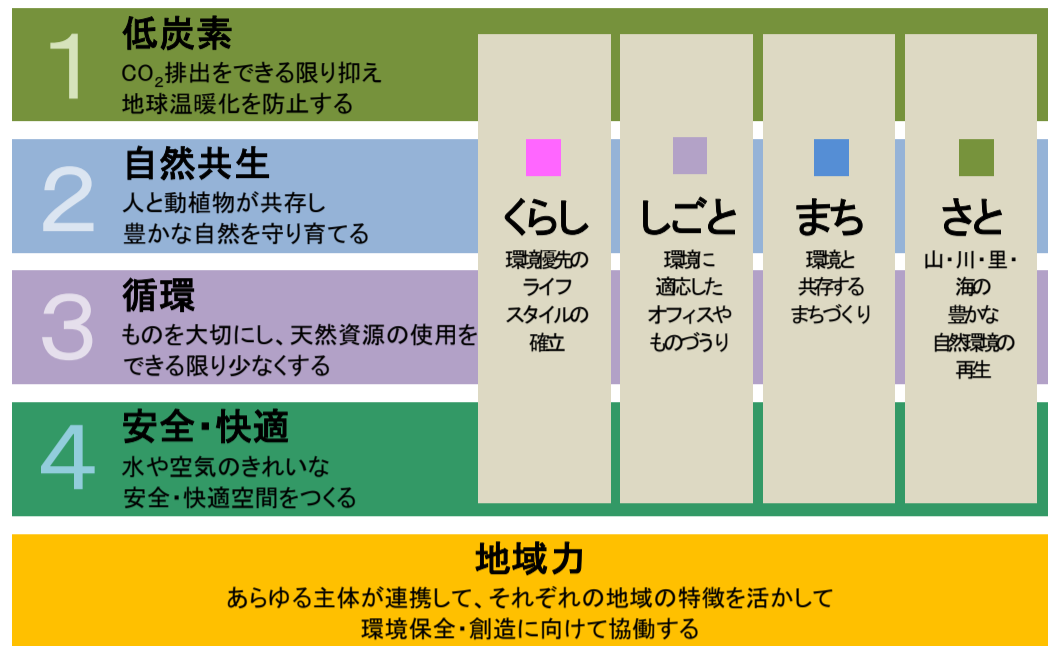 1
低炭素
CO₂排出をできる限り抑え
地球温暖化を防止する
2
自然共生
人と動植物が共存し
豊かな自然を守り育てる
3
循環
ものを大切にし、天然資源の使用を
できる限り少なくする
4
安全・快適
水や空気のきれいな
安全・快適空間をつくる
くらし
環境優先の
ライフ
スタイルの
確立
しごと
環境に
適応した
オフィスや
ものづうり
まち
環境と
共存する
まちづくり
さと
山・川・里・
海の
豊かな
自然環境の
再生
地域力
あらゆる主体が連携して、それぞれの地域の特徴を活かして
環境保全・創造に向けて協働する